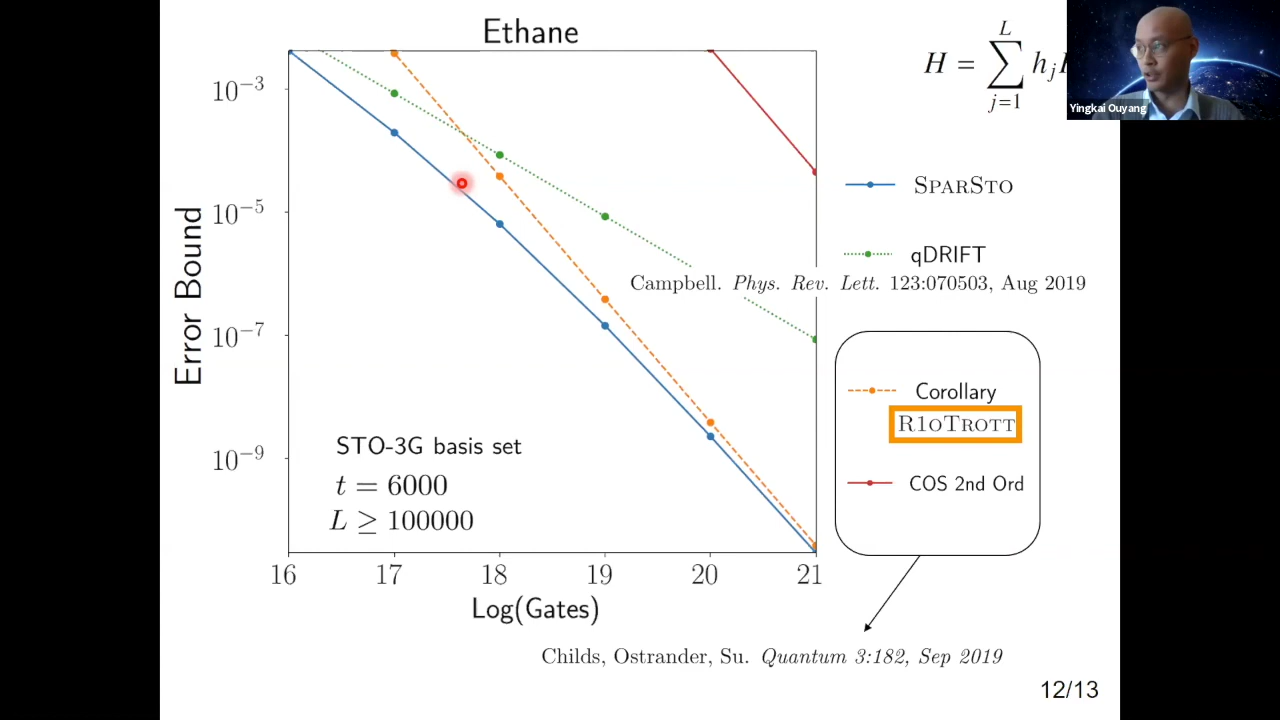 Ethane
H = ∑_{j=1}^{L} h_j
Yingkai Ouyang
10^{-3}
10^{-5}
10^{-7}
10^{-9}
Error Bound
SPARSTO
qDRIFT
Campbell. Phys. Rev. Lett. 123:070503, Aug 2019
Corollary
R1OTROTT
COS 2nd Ord
STO-3G basis set
t = 6000
L ≥ 100000
16 17 18 19 20 21
Log(Gates)
Childs, Ostrander, Su. Quantum 3:182, Sep 2019
12/13